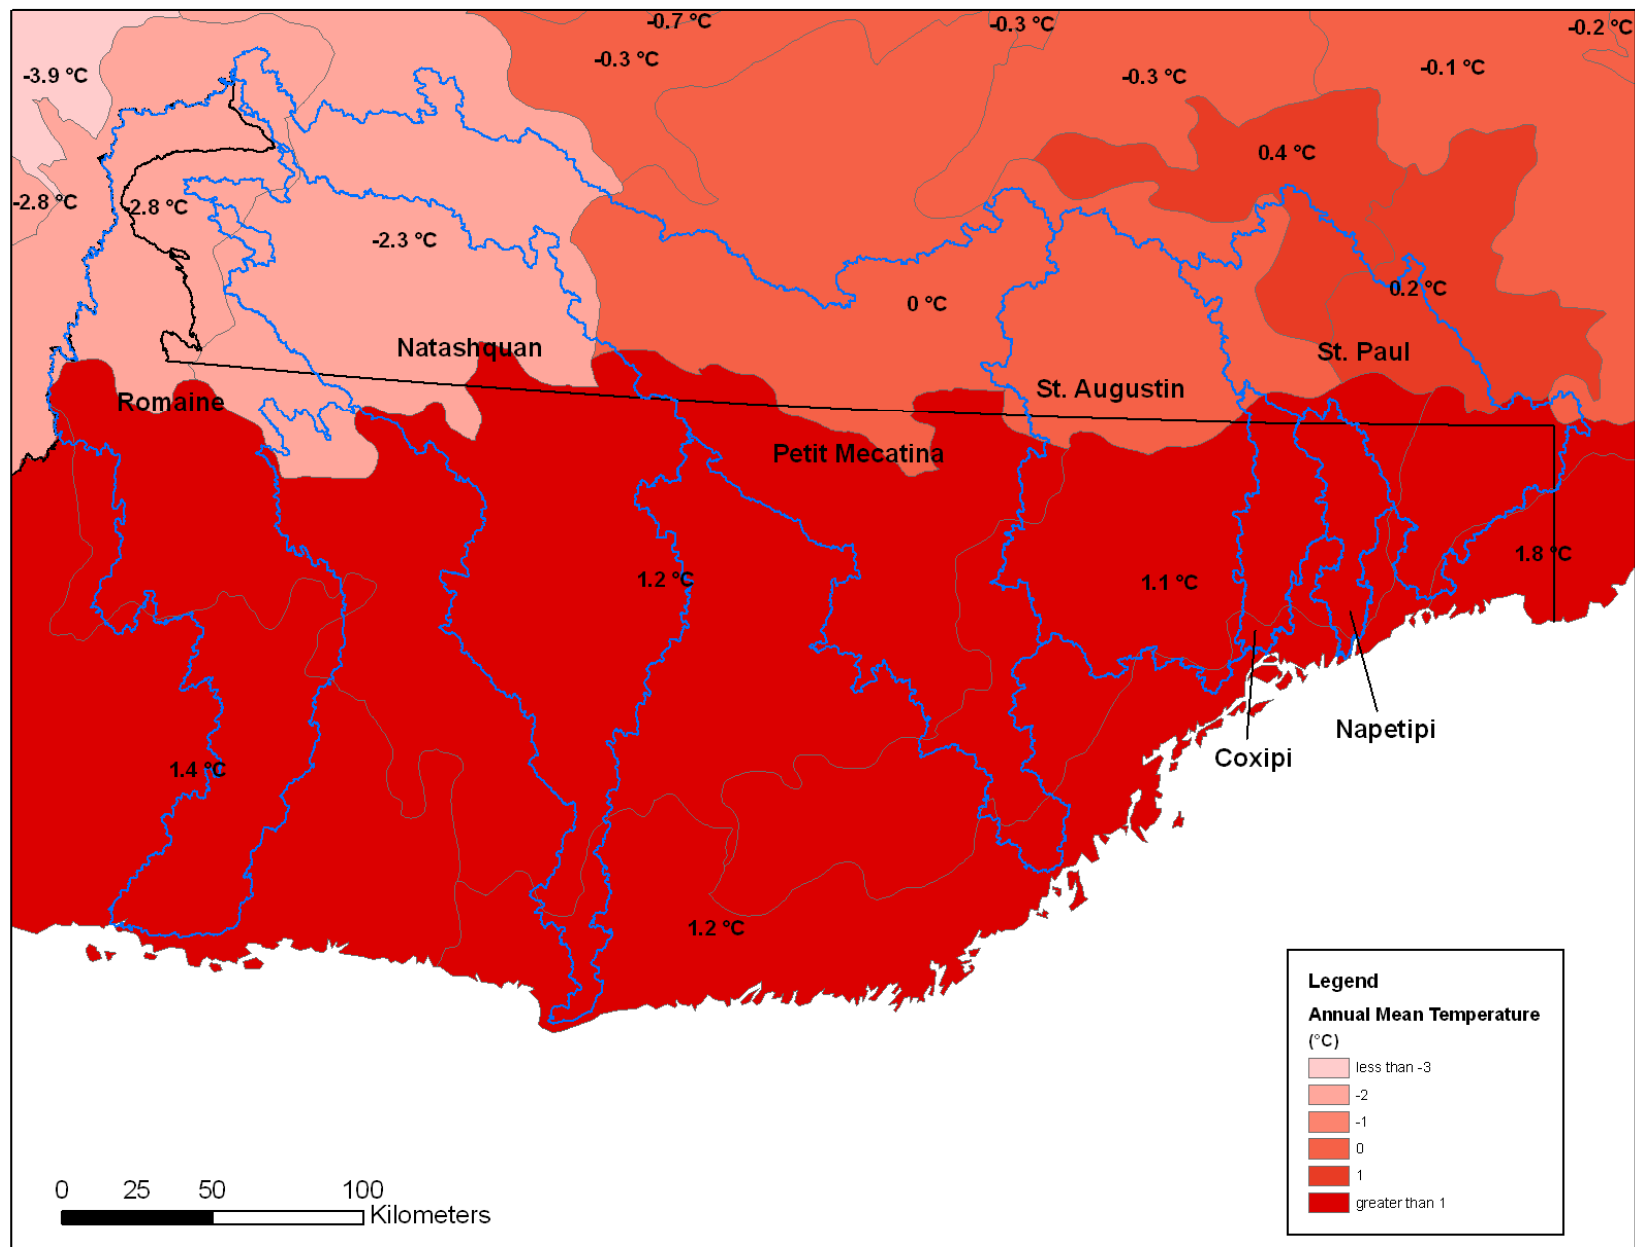 -0.7 °C
-0.3 °C
-0.2 °C
-3.9 °C
-0.3 °C
-0.3 °C
-0.1 °C
0.4 °C
-2.8 °C
-2.8 °C
-2.3 °C
0 °C
0.2 °C
Natashquan
St. Paul
Romaine
St. Augustin
Petit Mecatina
1.2 °C
1.1 °C
1.8 °C
1.4 °C
Napetipi
Coxipi
1.2 °C
Legend
Annual Mean Temperature
(°C)
less than -3
-2
-1
0
1
greater than 1
0 25 50 100
Kilometers